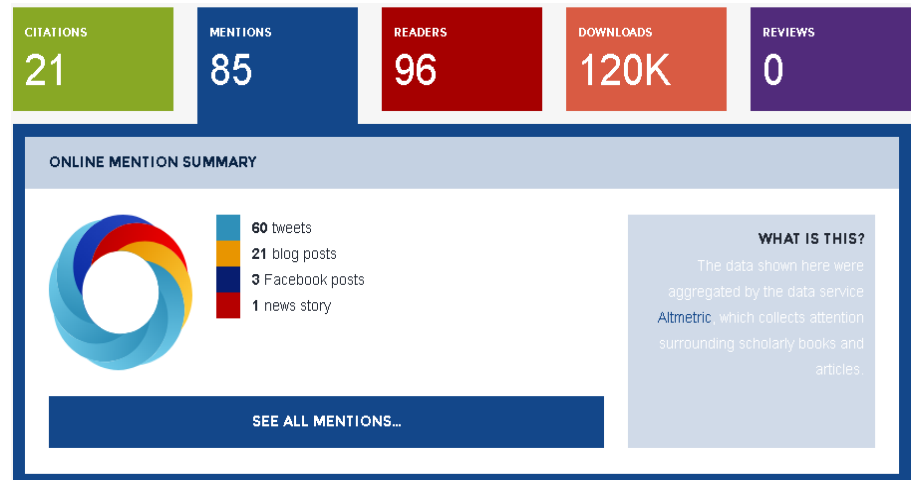 CITATIONS
21
MENTIONS
85
READERS
96
DOWNLOADS
120K
REVIEWS
0
ONLINE MENTION SUMMARY
60 tweets
21 blog posts
3 Facebook posts
1 news story
SEE ALL MENTIONS...
WHAT IS THIS?
The data shown here were
aggregated by the data service
Altmetric, which collects attention
surrounding scholarly books and
articles.